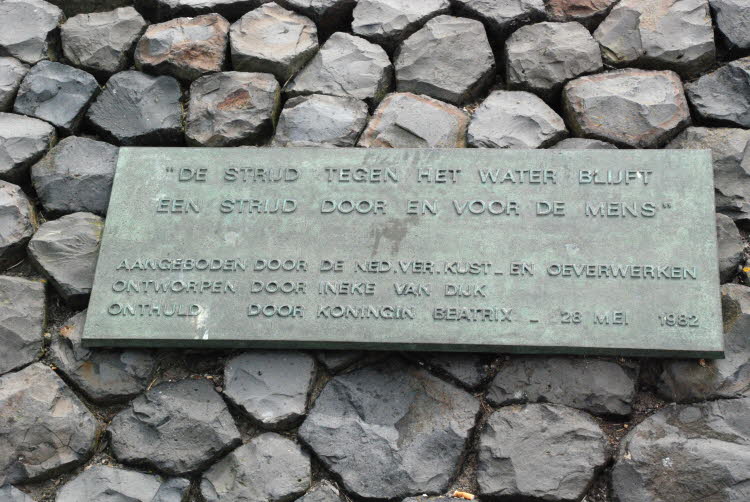 "DE STRIJD TEGEN HET WATER BLIJFT
EEN STRIJD DOOR EN VOOR DE MENS"
AANGEBODEN DOOR DE NED. VER. KUST_ EN OEVERWERKEN
ONTWORPEN DOOR INEKE VAN DIJK
ONTHULD DOOR KONINGIN BEATRIX _ 28 MEI 1982